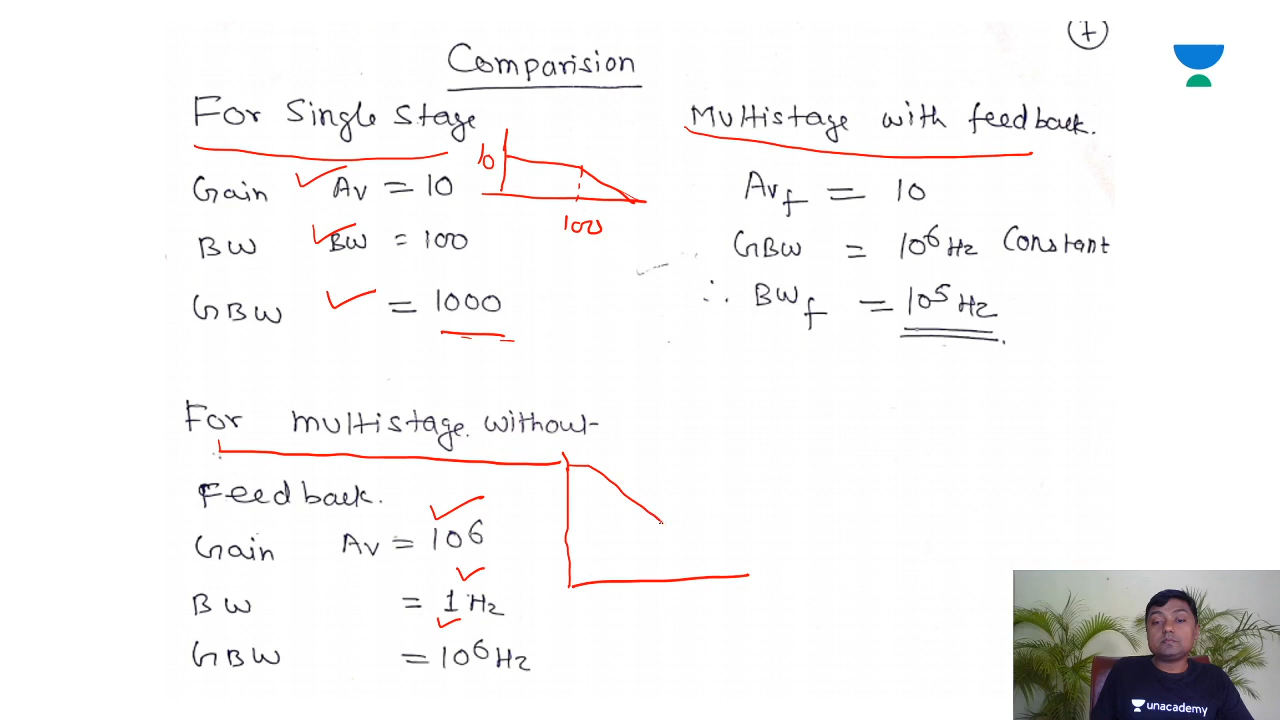 7
Comparision
For Single Stage
Gain Av = 10
BW BW = 100
GBW = 1000
10
100
Multistage with feedback.
Avf = 10
GBW = 10⁶ Hz Constant
∴ BWf = 10⁵ Hz
For multistage without
Feedback.
Gain Av = 10⁶
BW = 1 Hz
GBW = 10⁶ Hz
unacademy